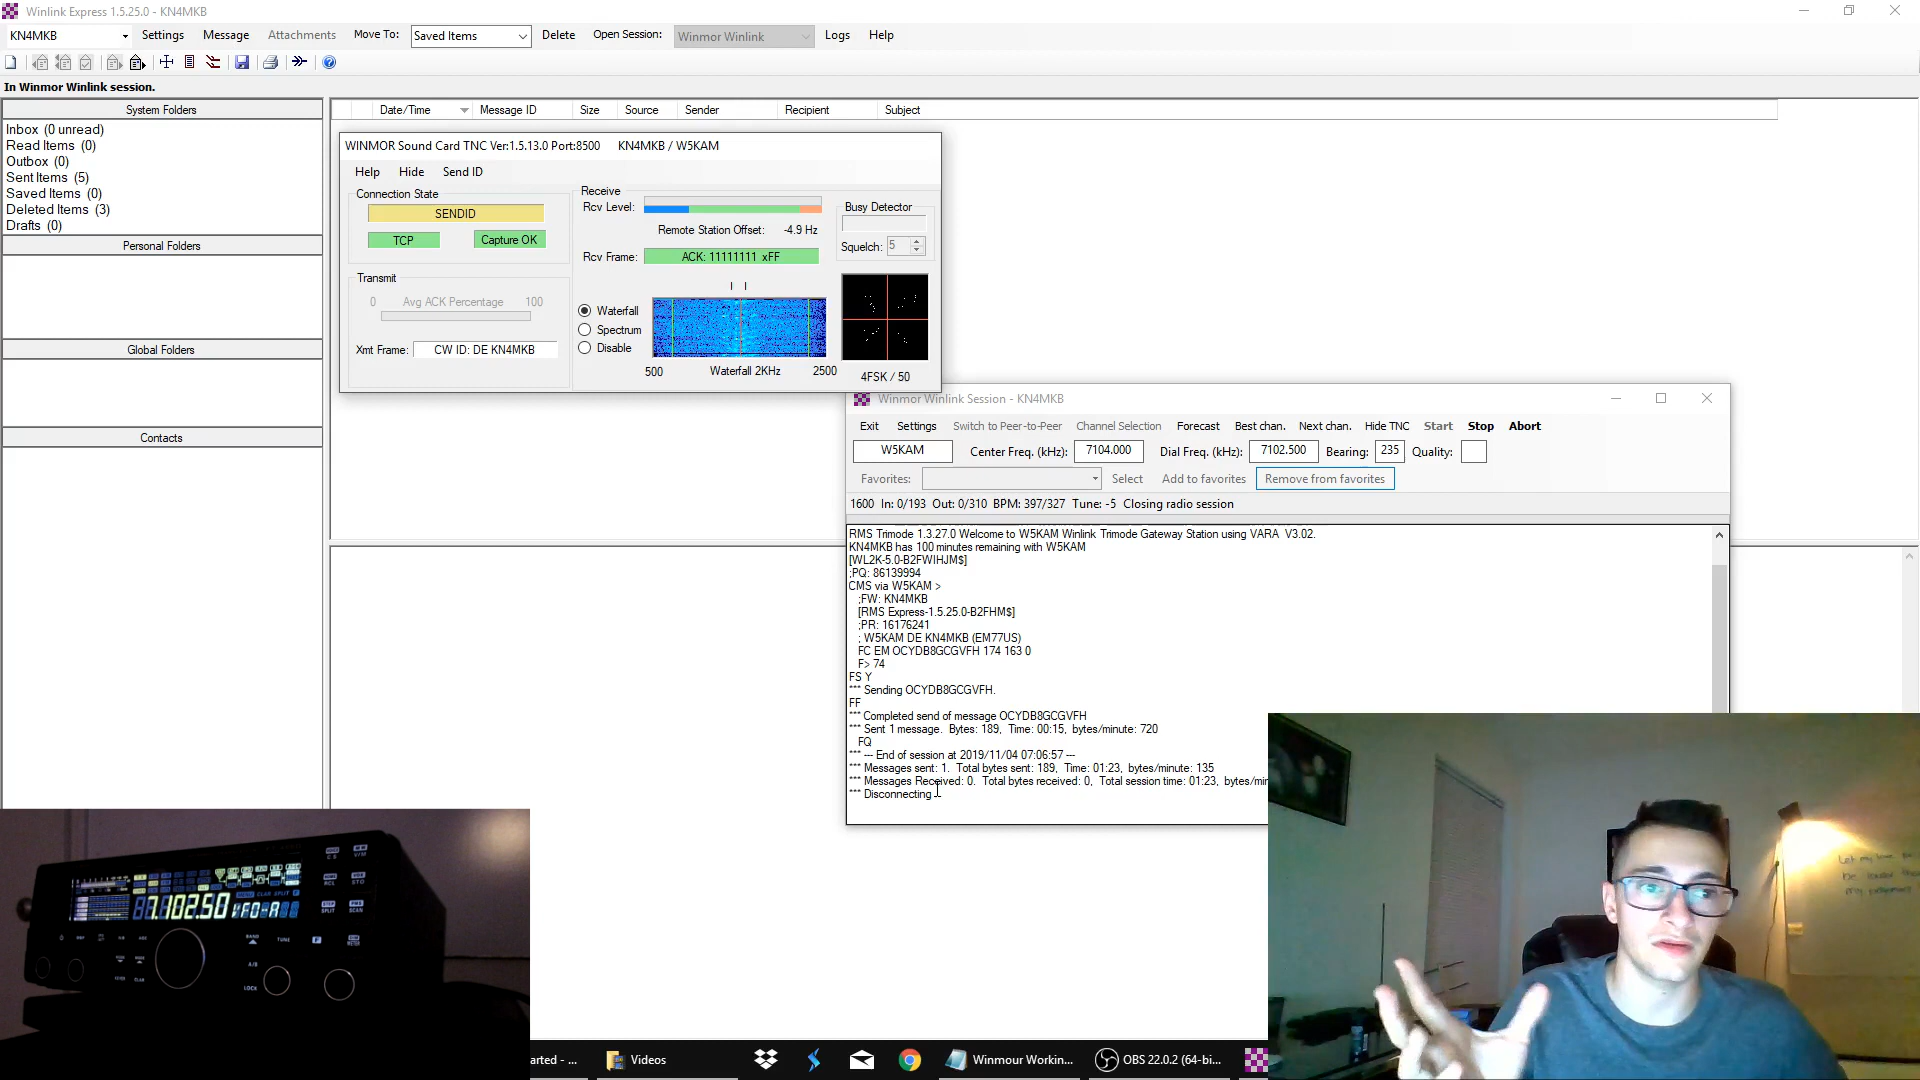 Winlink Express 1.5.25.0 - KN4MKB
KN4MKB
Settings
Message
Attachments
Move To:
Saved Items
Delete
Open Session:
Winmor Winlink
Logs
Help
In Winmor Winlink session.
System Folders
Inbox (0 unread)
Read Items (0)
Outbox (0)
Sent Items (5)
Saved Items (0)
Deleted Items (3)
Drafts (0)
Personal Folders
Global Folders
Contacts
Date/Time
Message ID
Size
Source
Sender
Recipient
Subject
WINMOR Sound Card TNC Ver:1.5.13.0 Port:8500 KN4MKB / W5KAM
Help
Hide
Send ID
Connection State
SENDID
TCP
Capture OK
Transmit
0 Avg ACK Percentage 100
Xmt Frame:
CW ID: DE KN4MKB
Receive
Rcv Level:
Remote Station Offset: -4.9 Hz
Rcv Frame:
ACK: 11111111 xFF
Waterfall
Spectrum
Disable
500 Waterfall 2KHz 2500
Busy Detector
Squelch: 5
4FSK / 50
Winmor Winlink Session - KN4MKB
Exit
Settings
Switch to Peer-to-Peer
Channel Selection
Forecast
Best chan.
Next chan.
Hide TNC
Start
Stop
Abort
W5KAM
Center Freq. (kHz): 7104.000
Dial Freq. (kHz): 7102.500
Bearing: 235
Quality:
Favorites:
Select
Add to favorites
Remove from favorites
1600 In: 0/193 Out: 0/310 BPM: 397/327 Tune: -5 Closing radio session
RMS Trimode 1.3.27.0 Welcome to W5KAM Winlink Trimode Gateway Station using VARA V3.02.
KN4MKB has 100 minutes remaining with W5KAM
[WL2K-5.0-B2FWIHJM$]
;PQ: 86139994
CMS via W5KAM >
;FW: KN4MKB
[RMS Express-1.5.25.0-B2FHM$]
;PR: 16176241
; W5KAM DE KN4MKB (EM77US)
FC EM OCYDB8GCGVFH 174 163 0
F> 74
FS Y
*** Sending OCYDB8GCGVFH.
FF
*** Completed send of message OCYDB8GCGVFH
*** Sent 1 message. Bytes: 189, Time: 00:15, bytes/minute: 720
FQ
*** --- End of session at 2019/11/04 07:06:57 ---
*** Messages sent: 1. Total bytes sent: 189, Time: 01:23, bytes/minute: 135
*** Messages Received: 0. Total bytes received: 0, Total session time: 01:23, bytes/min
*** Disconnecting
7.102.50 VFO-A
CLAR SPLIT
BAND
TUNE
F
A/B
LOCK
arted - ...
Videos
Winmour Workin...
OBS 22.0.2 (64-bi...